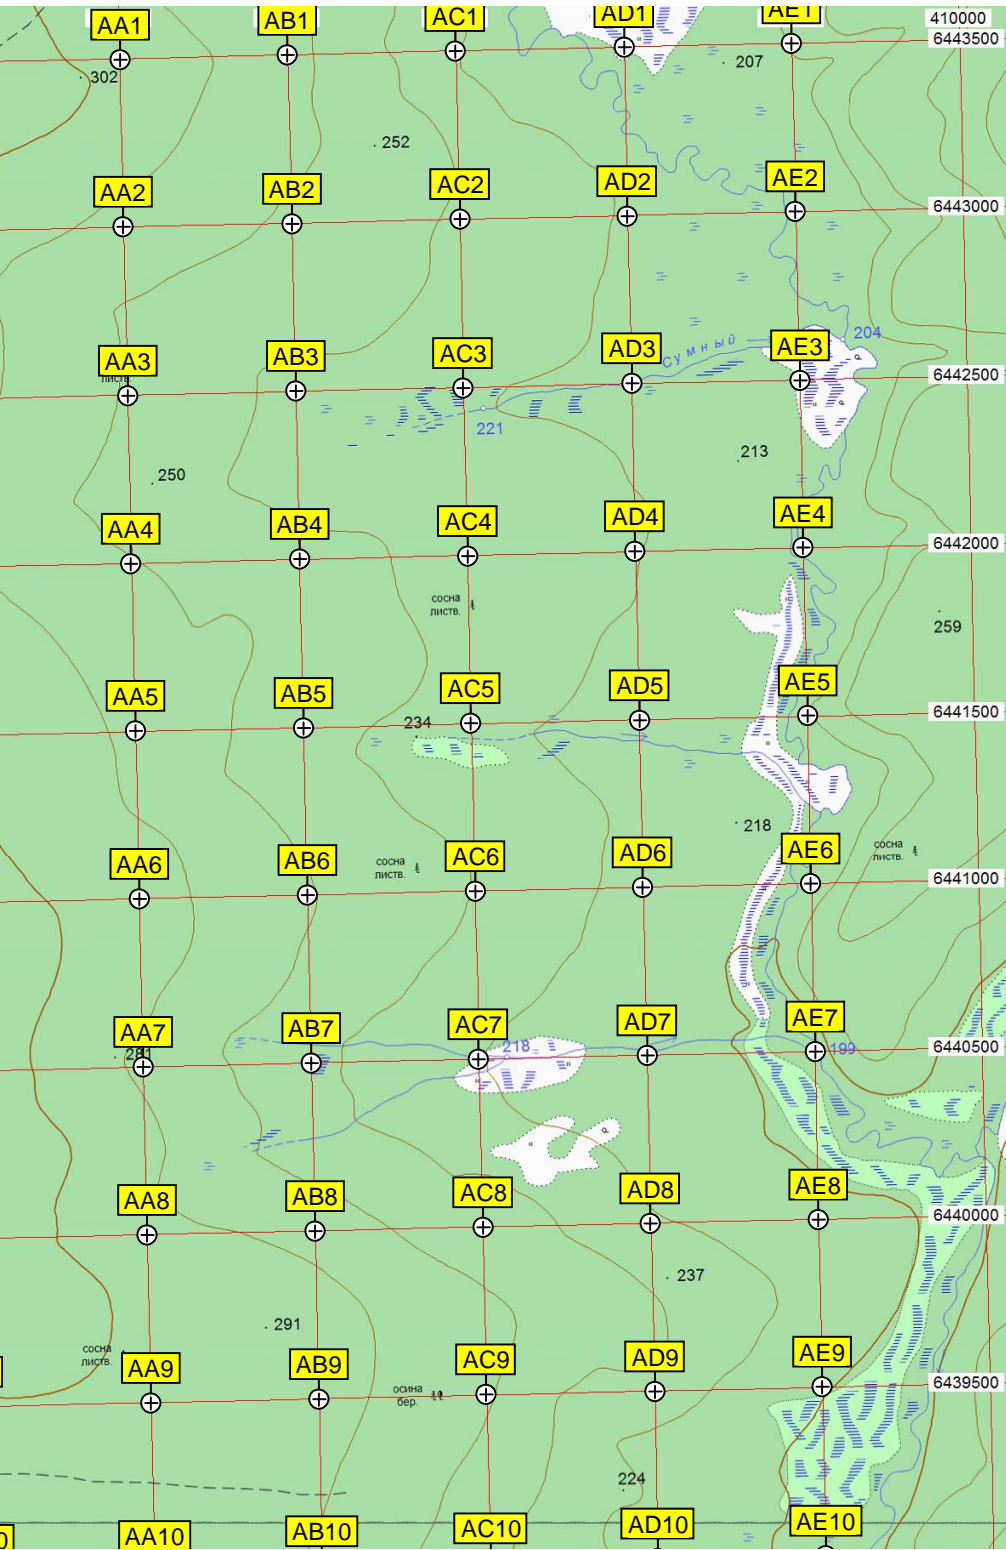 AA1 AB1 AC1 AD1 AE1 410000
6443500
302 207
252
AA2 AB2 AC2 AD2 AE2
6443000
Сумный 204
AA3 AB3 AC3 AD3 AE3
листв. 6442500
221 213
250
AA4 AB4 AC4 AD4 AE4
6442000
сосна
листв.
259
AA5 AB5 AC5 AD5 AE5
6441500
234
218
AA6 AB6 AC6 AD6 AE6
сосна
листв.
сосна
листв.
6441000
AA7 AB7 AC7 AD7 AE7
281 218 199 6440500
AA8 AB8 AC8 AD8 AE8
6440000
237
291
сосна
листв.
AA9 AB9 AC9 AD9 AE9
6439500
осина
бер.
224
AA10 AB10 AC10 AD10 AE10